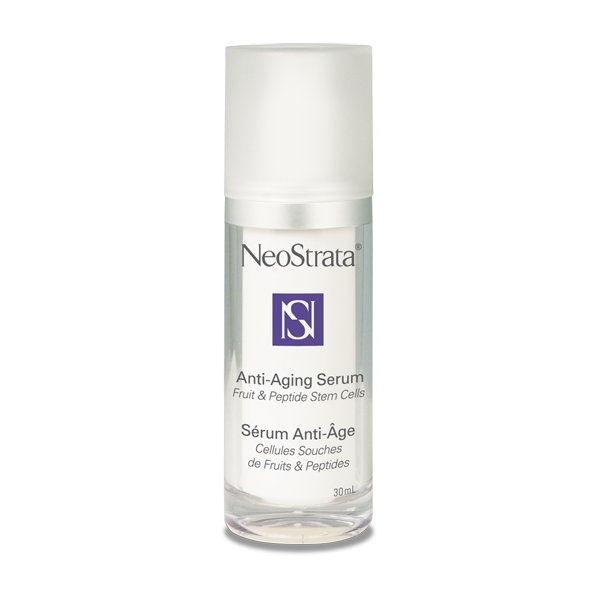 NeoStrata®
NS
Anti-Aging Serum
Fruit & Peptide Stem Cells
Sérum Anti-Âge
Cellules Souches
de Fruits & Peptides
30 mL